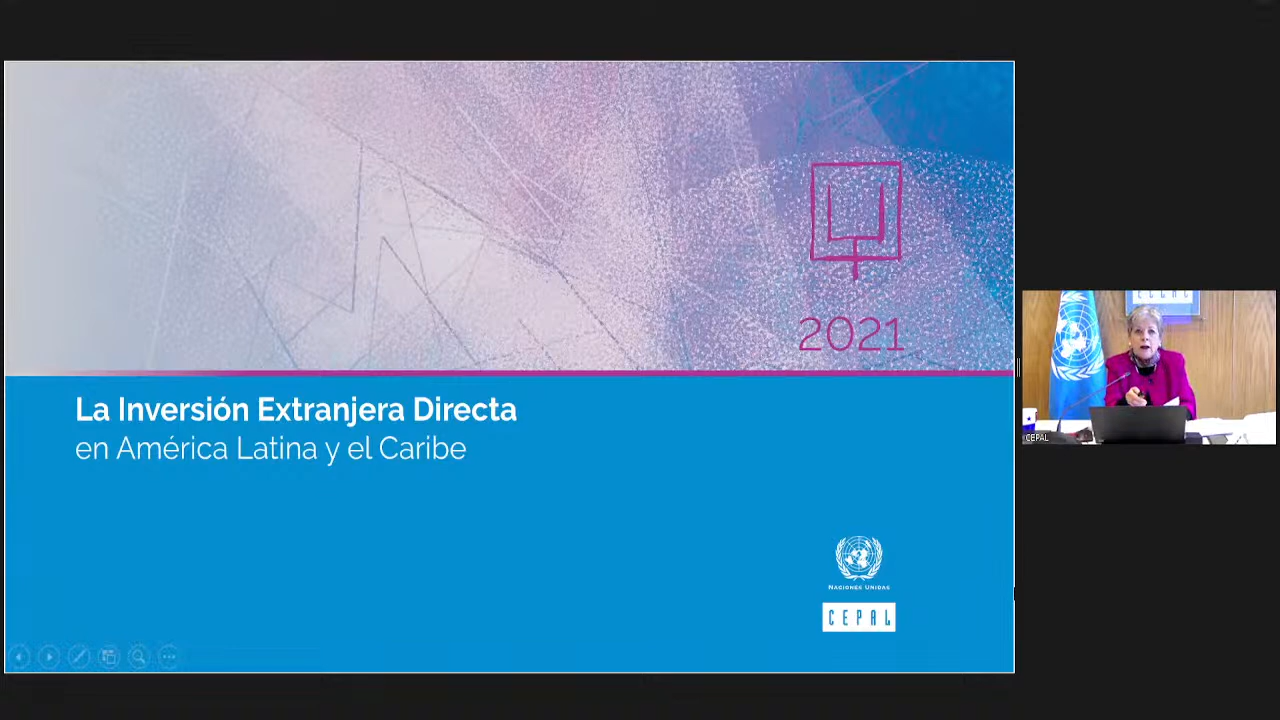 2021
La Inversión Extranjera Directa
en América Latina y el Caribe
NACIONES UNIDAS
CEPAL
CEPAL